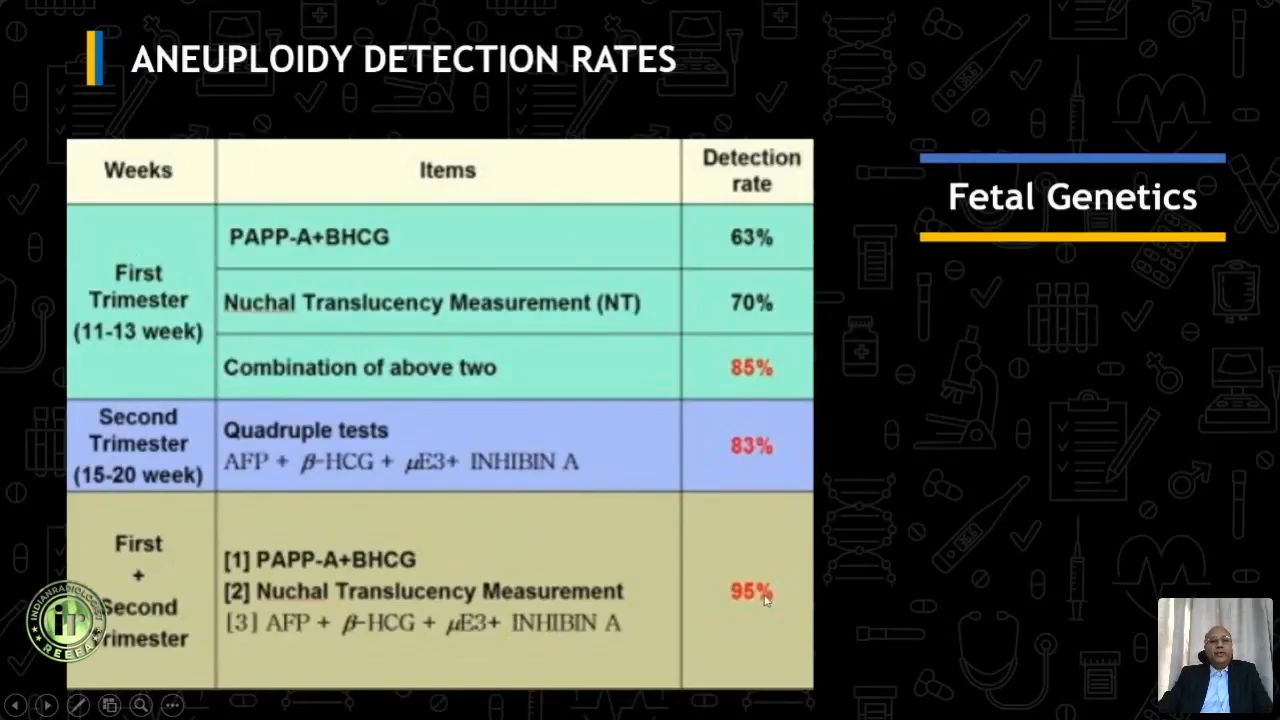 ANEUPLOIDY DETECTION RATES
Weeks
Items
Detection
rate
First
Trimester
(11-13 week)
PAPP-A+BHCG
63%
Nuchal Translucency Measurement (NT)
70%
Combination of above two
85%
Second
Trimester
(15-20 week)
Quadruple tests
AFP + β-HCG + μE3+ INHIBIN A
83%
First
+
Second
Trimester
[1] PAPP-A+BHCG
[2] Nuchal Translucency Measurement
[3] AFP + β-HCG + μE3+ INHIBIN A
95%
Fetal Genetics
INDIANRADIOLOGIST